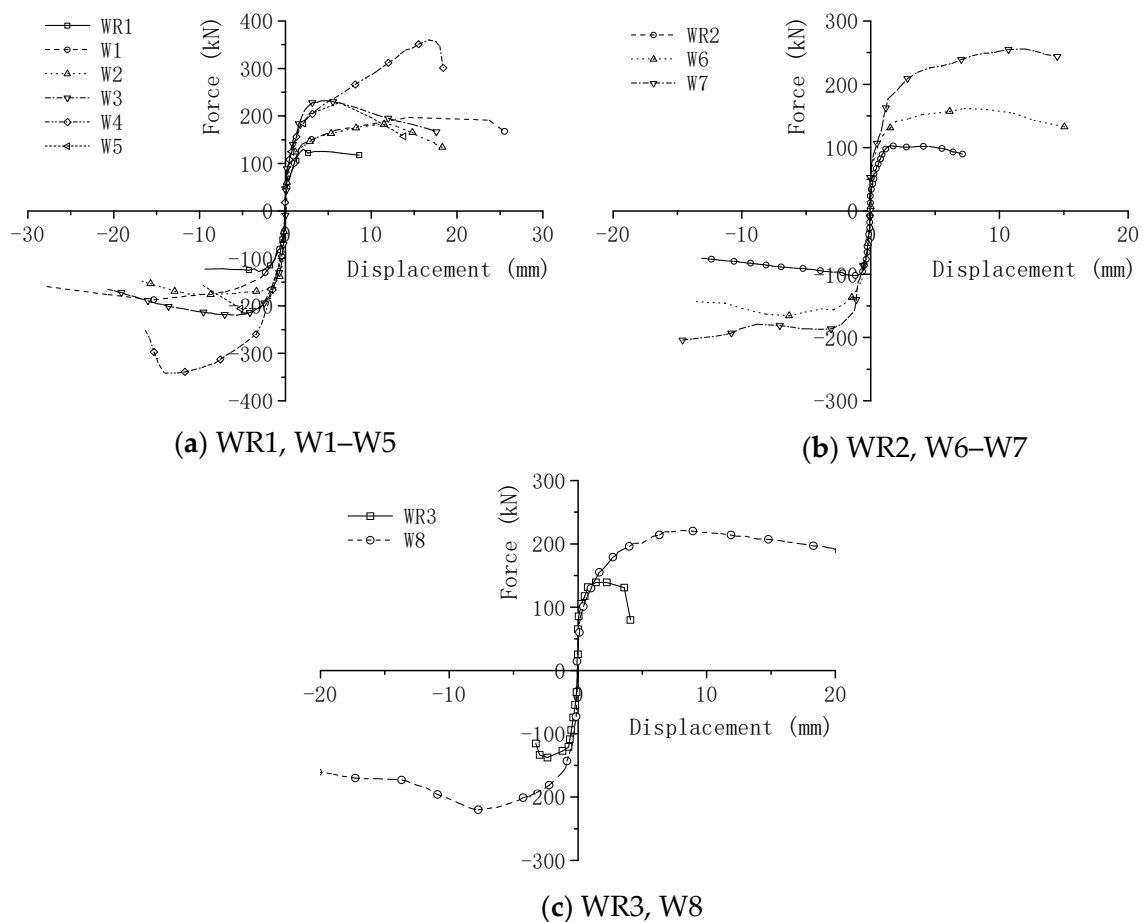 WR1
W1
W2
W3
W4
W5
Force (kN)
400
300
200
100
0
-100
-200
-300
-400
-30
-20
-10
0
10
20
30
Displacement (mm)
(a) WR1, W1–W5
WR2
W6
W7
Force (kN)
300
200
100
0
-100
-200
-300
-20
-10
0
10
20
Displacement (mm)
(b) WR2, W6–W7
WR3
W8
Force (kN)
300
200
100
0
-100
-200
-300
-20
-10
0
10
20
Displacement (mm)
(c) WR3, W8